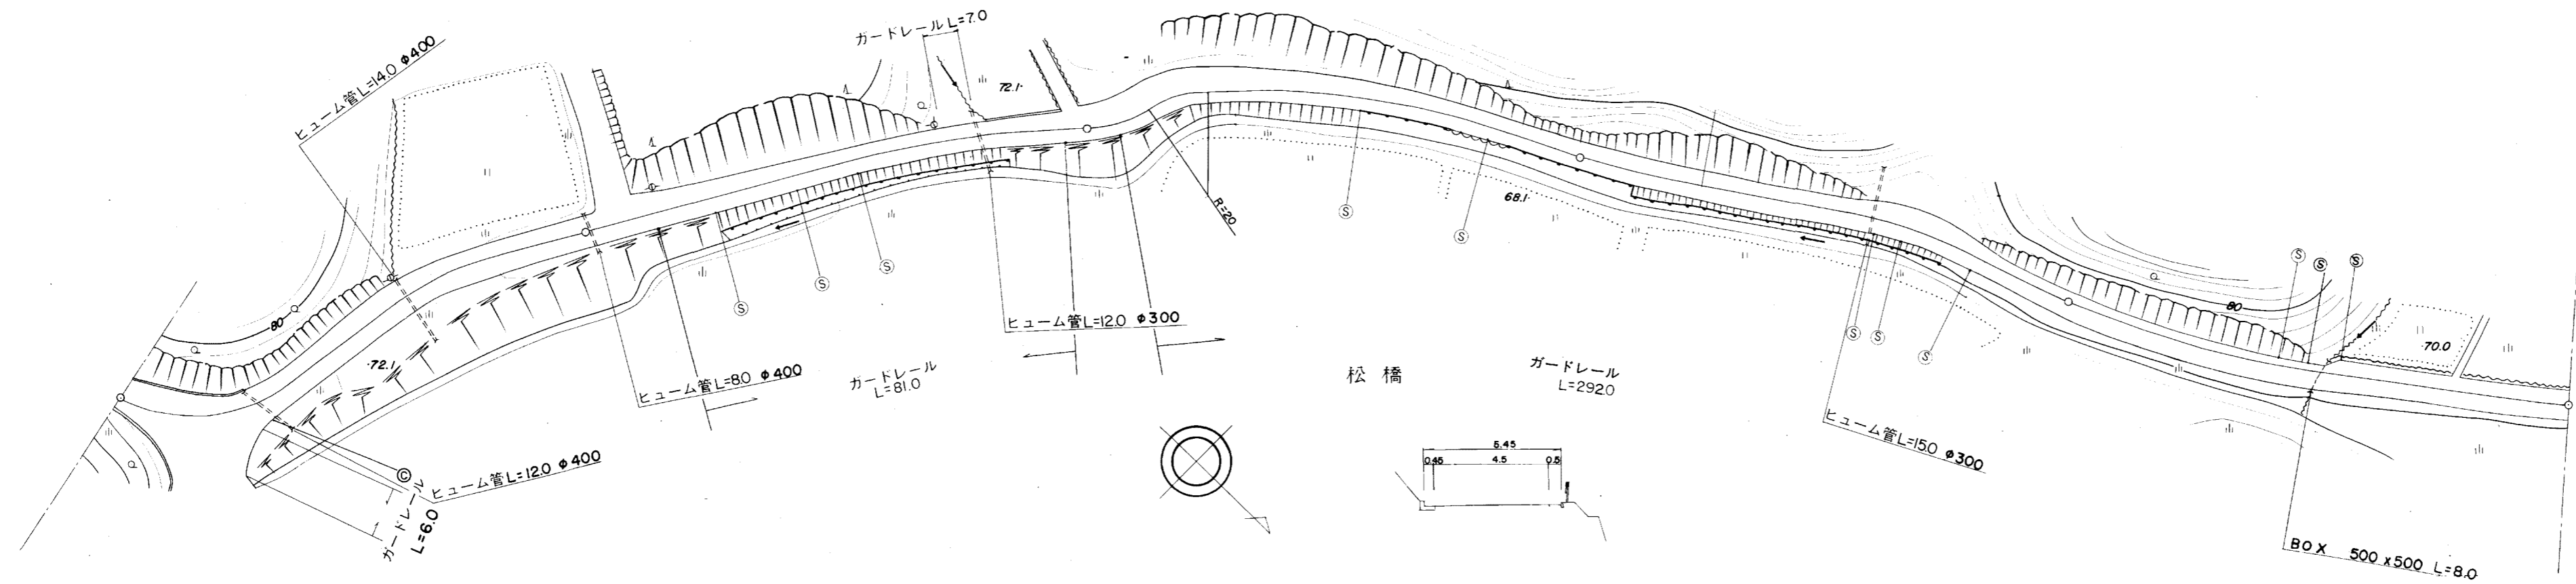 ヒューム管L=14.0 φ400
ガードレール L=7.0
72.1
R=20
68.1
80
72.1
Ⓢ
Ⓢ
Ⓢ
Ⓢ
Ⓢ
Ⓢ
Ⓢ
Ⓢ
Ⓢ
Ⓢ
Ⓢ
80
70.0
ヒューム管L=12.0 φ300
ヒューム管L=8.0 φ400
ガードレール
L=81.0
松橋
ガードレール
L=292.0
ヒューム管L=15.0 φ300
Ⓒ
ヒューム管L=12.0 φ400
ガードレール
L=6.0
5.45
0.45 4.5 0.5
BOX 500x500 L=8.0